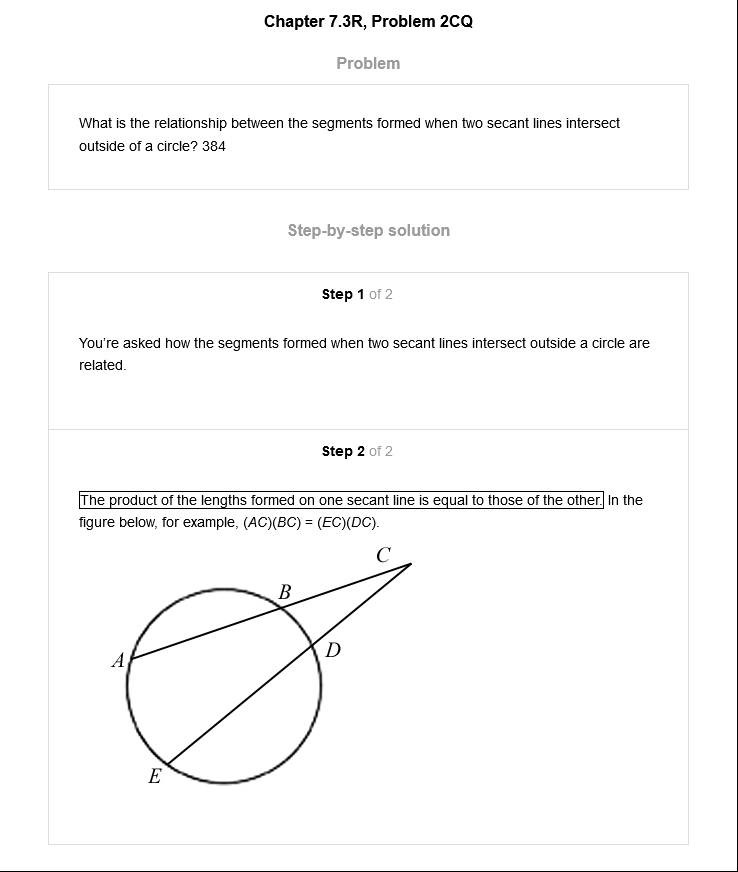 Chapter 7.3R, Problem 2CQ
Problem
What is the relationship between the segments formed when two secant lines intersect
outside of a circle? 384
Step-by-step solution
Step 1 of 2
You're asked how the segments formed when two secant lines intersect outside a circle are
related.
Step 2 of 2
The product of the lengths formed on one secant line is equal to those of the other. In the
figure below, for example, (AC)(BC) = (EC)(DC).
C
B
D
A
E